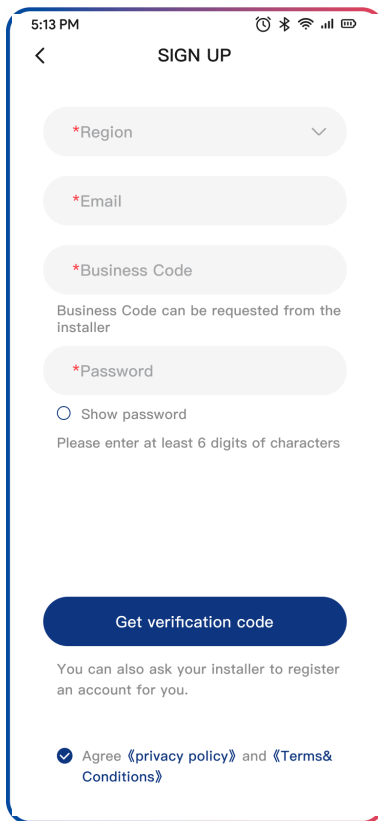 5:13 PM
SIGN UP
*Region
*Email
*Business Code
Business Code can be requested from the
installer
*Password
Show password
Please enter at least 6 digits of characters
Get verification code
You can also ask your installer to register
an account for you.
Agree 《privacy policy》 and 《Terms&
Conditions》